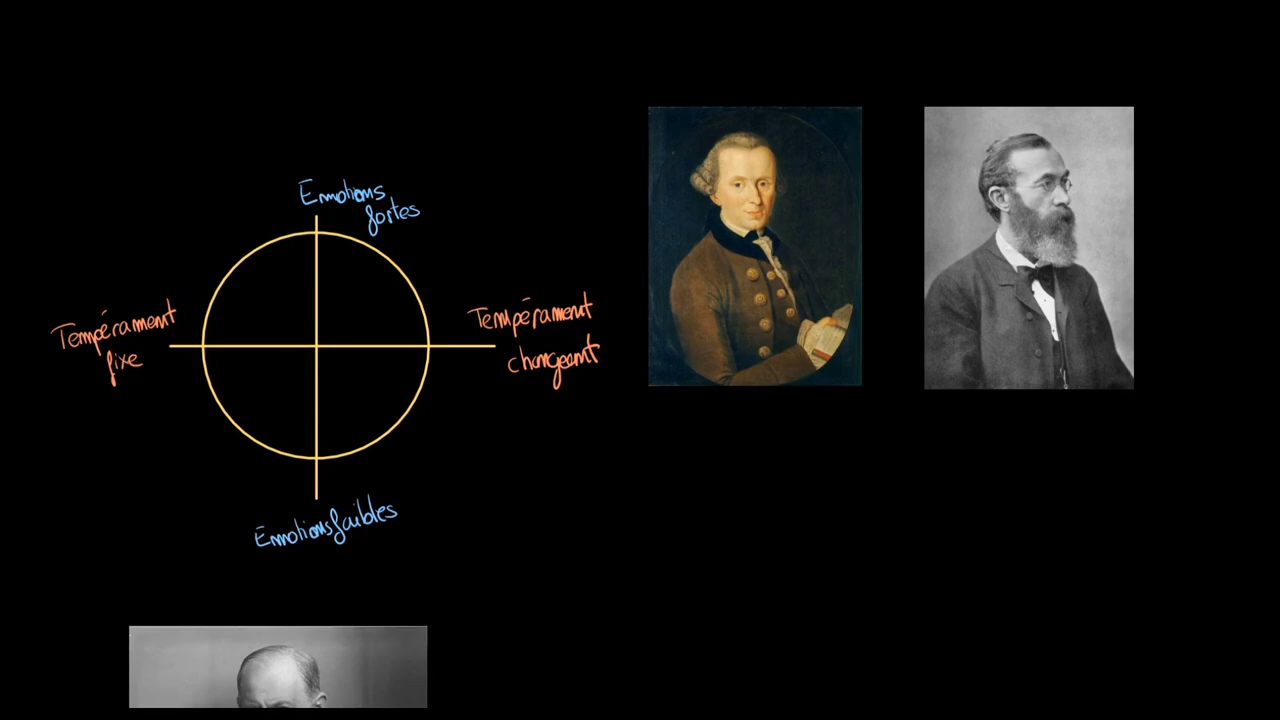 Emotions
fortes
Tempérament
fixe
Tempérament
changeant
Emotions faibles